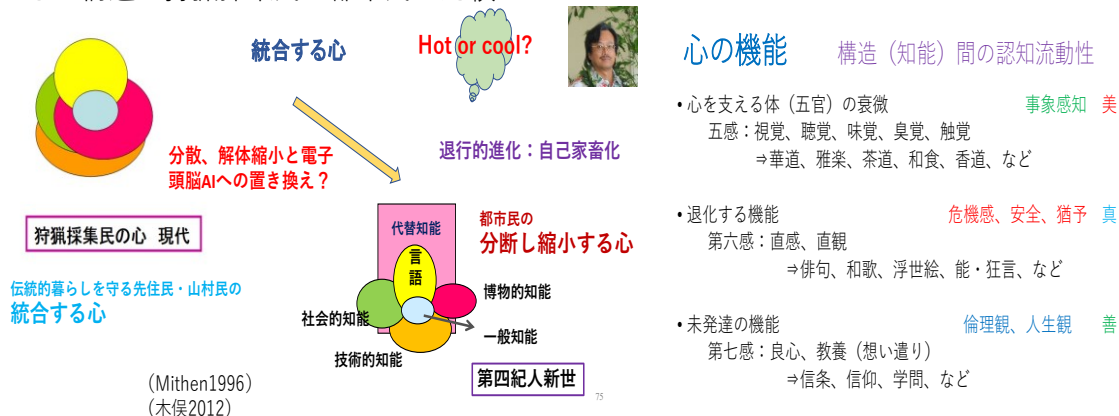 統合する心
Hot or cool?
分散、解体縮小と電子
頭脳AIへの置き換え？
退行的進化：自己家畜化
狩猟採集民の心 現代
伝統的暮らしを守る先住民・山村民の
統合する心
代替知能
言
語
都市民の
分断し縮小する心
博物的知能
社会的知能
一般知能
技術的知能
第四紀人新世
（Mithen1996）
（木俣2012）
75
心の機能 構造（知能）間の認知流動性
•心を支える体（五官）の衰微 事象感知 美
五感：視覚、聴覚、味覚、臭覚、触覚
⇒華道、雅楽、茶道、和食、香道、など
•退化する機能 危機感、安全、猶予 真
第六感：直感、直観
⇒俳句、和歌、浮世絵、能・狂言、など
•未発達の機能 倫理観、人生観 善
第七感：良心、教養（想い遣り）
⇒信条、信仰、学問、など